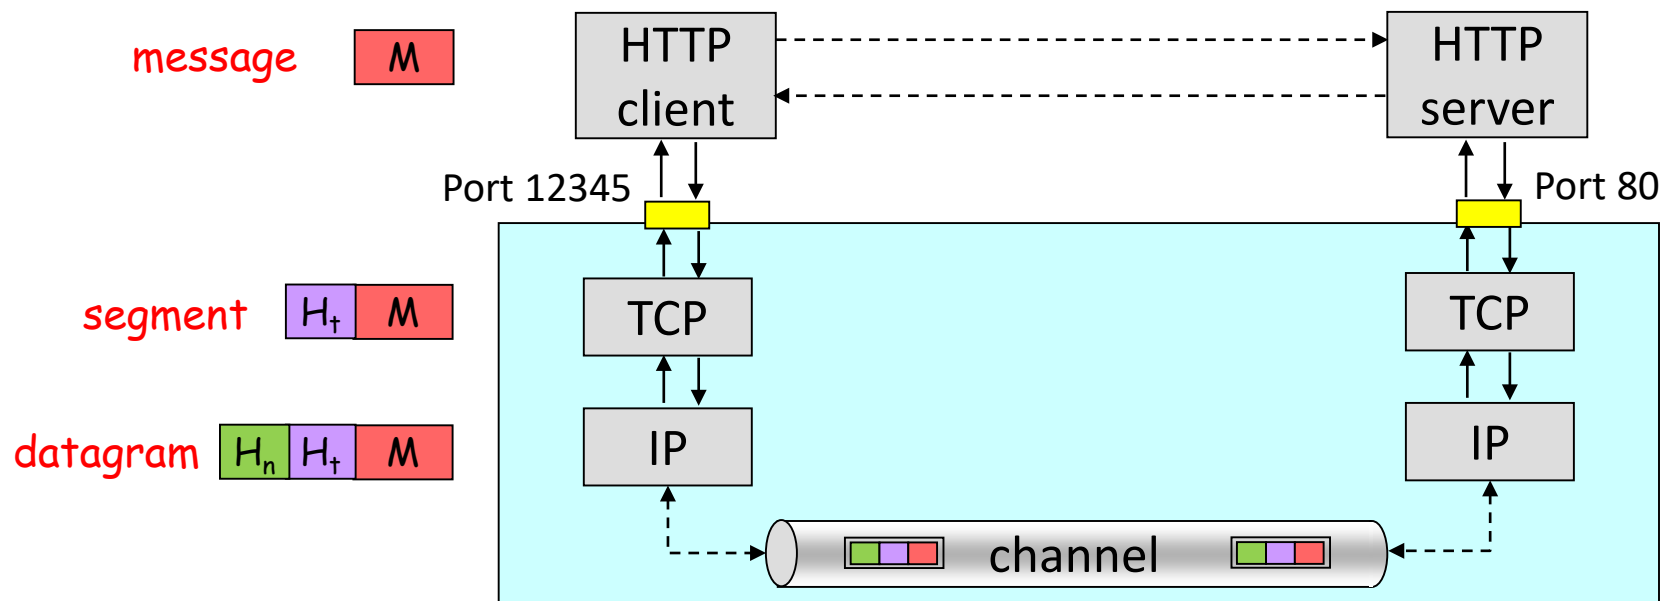 message
M
HTTP
client
HTTP
server
Port 12345
Port 80
segment
Ht
M
TCP
TCP
datagram
Hn
Ht
M
IP
IP
channel